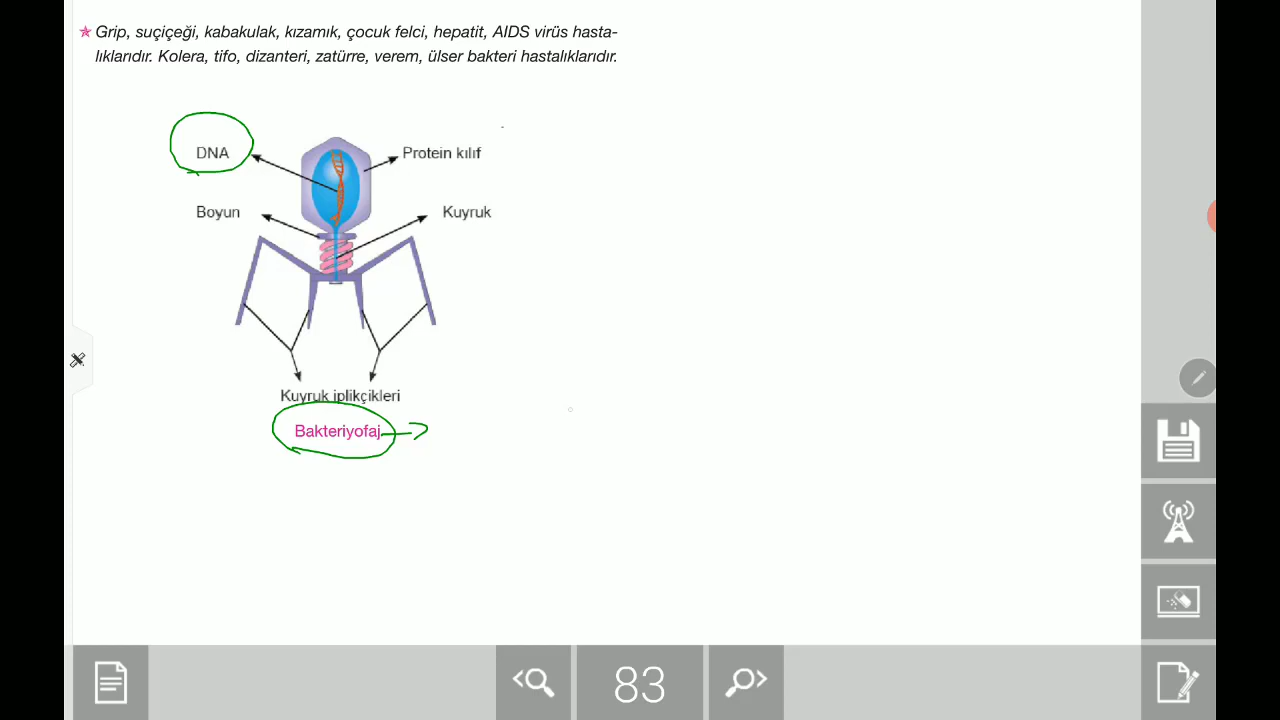 Grip, suçiçeği, kabakulak, kızamık, çocuk felci, hepatit, AIDS virüs hasta-
lıklarıdır. Kolera, tifo, dizanteri, zatürre, verem, ülser bakteri hastalıklarıdır.
DNA
Protein kılıf
Boyun
Kuyruk
Kuyruk iplikçikleri
Bakteriyofaj
83